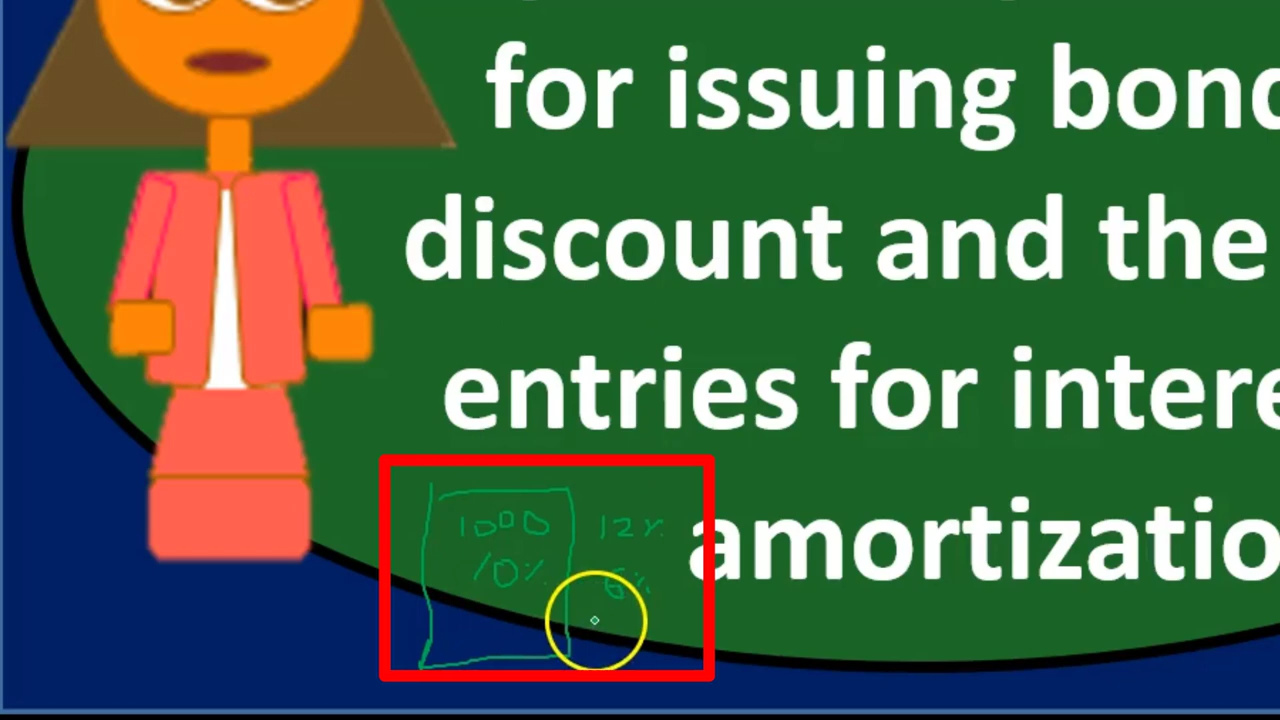 for issuing bond
discount and the
entries for intere
amortizatio
1000 12%
10% 6%